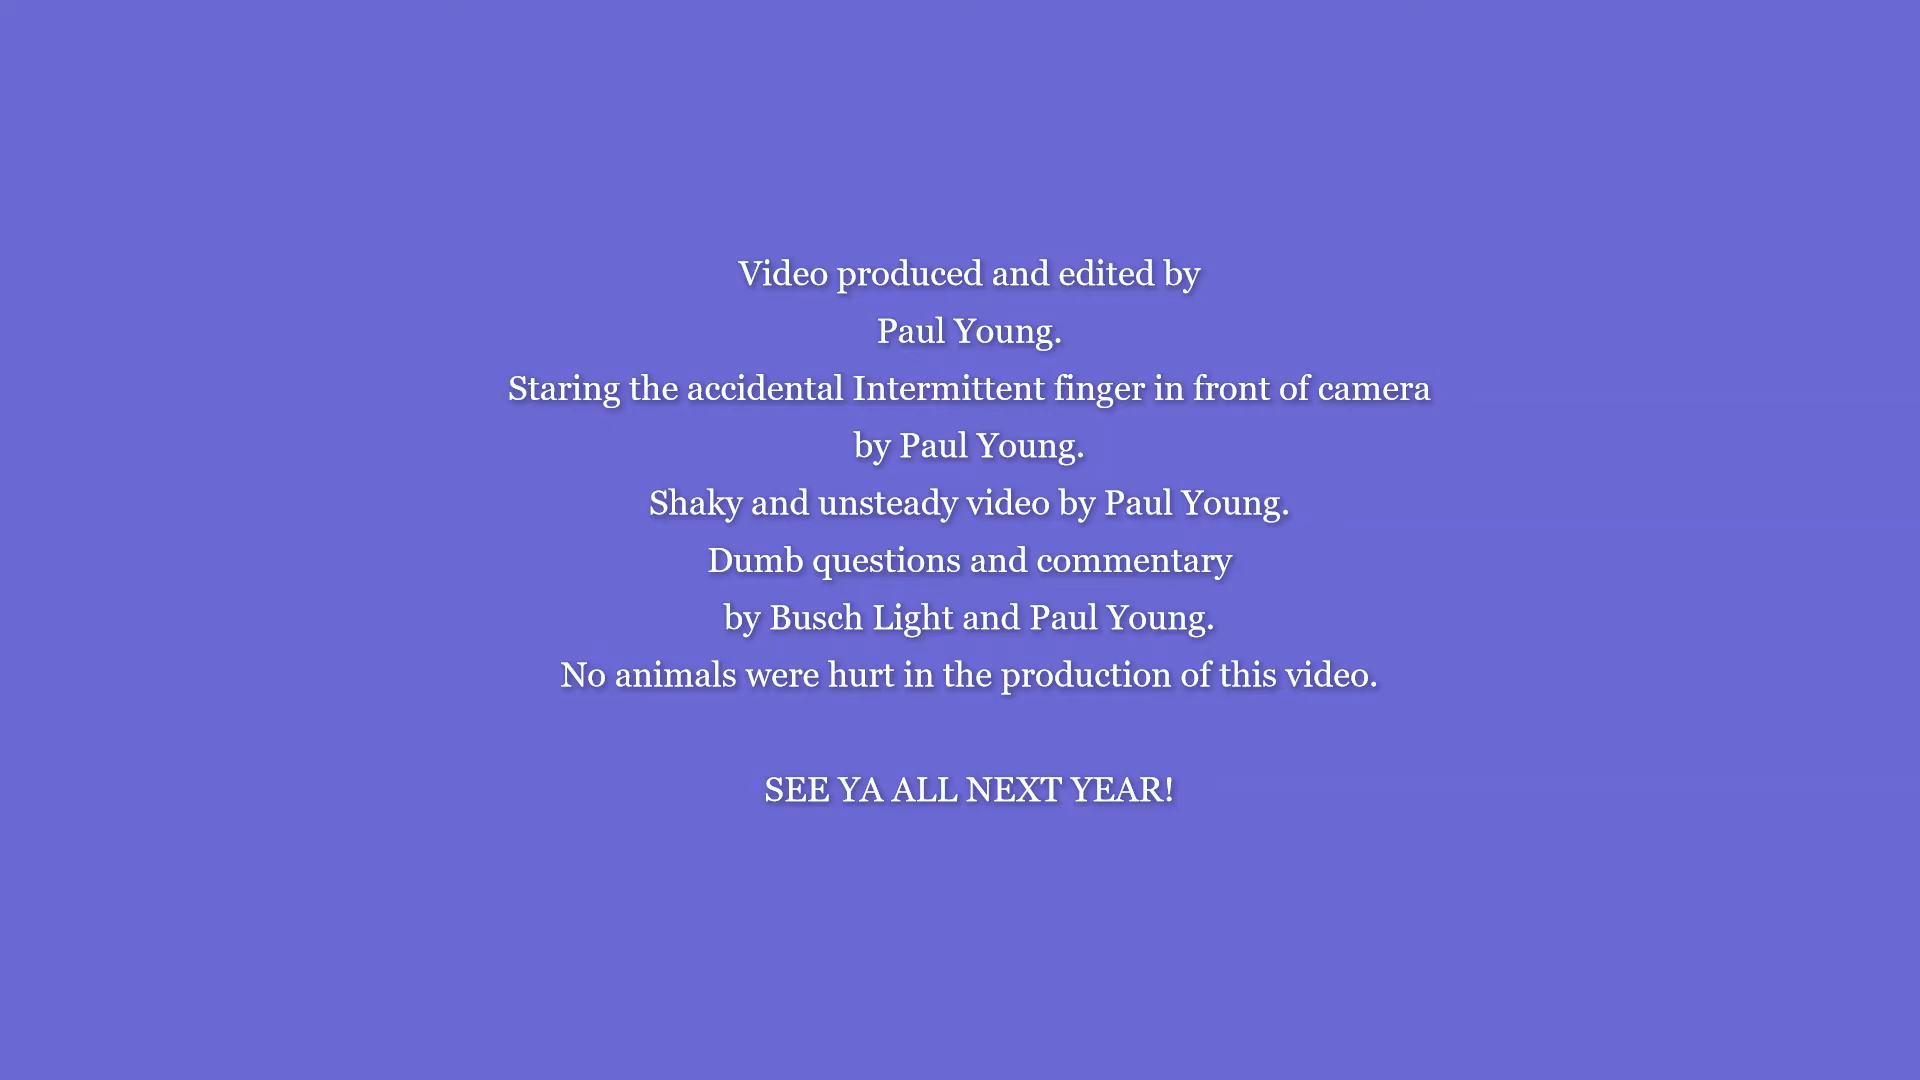 Video produced and edited by
Paul Young.
Staring the accidental Intermittent finger in front of camera
by Paul Young.
Shaky and unsteady video by Paul Young.
Dumb questions and commentary
by Busch Light and Paul Young.
No animals were hurt in the production of this video.
SEE YA ALL NEXT YEAR!